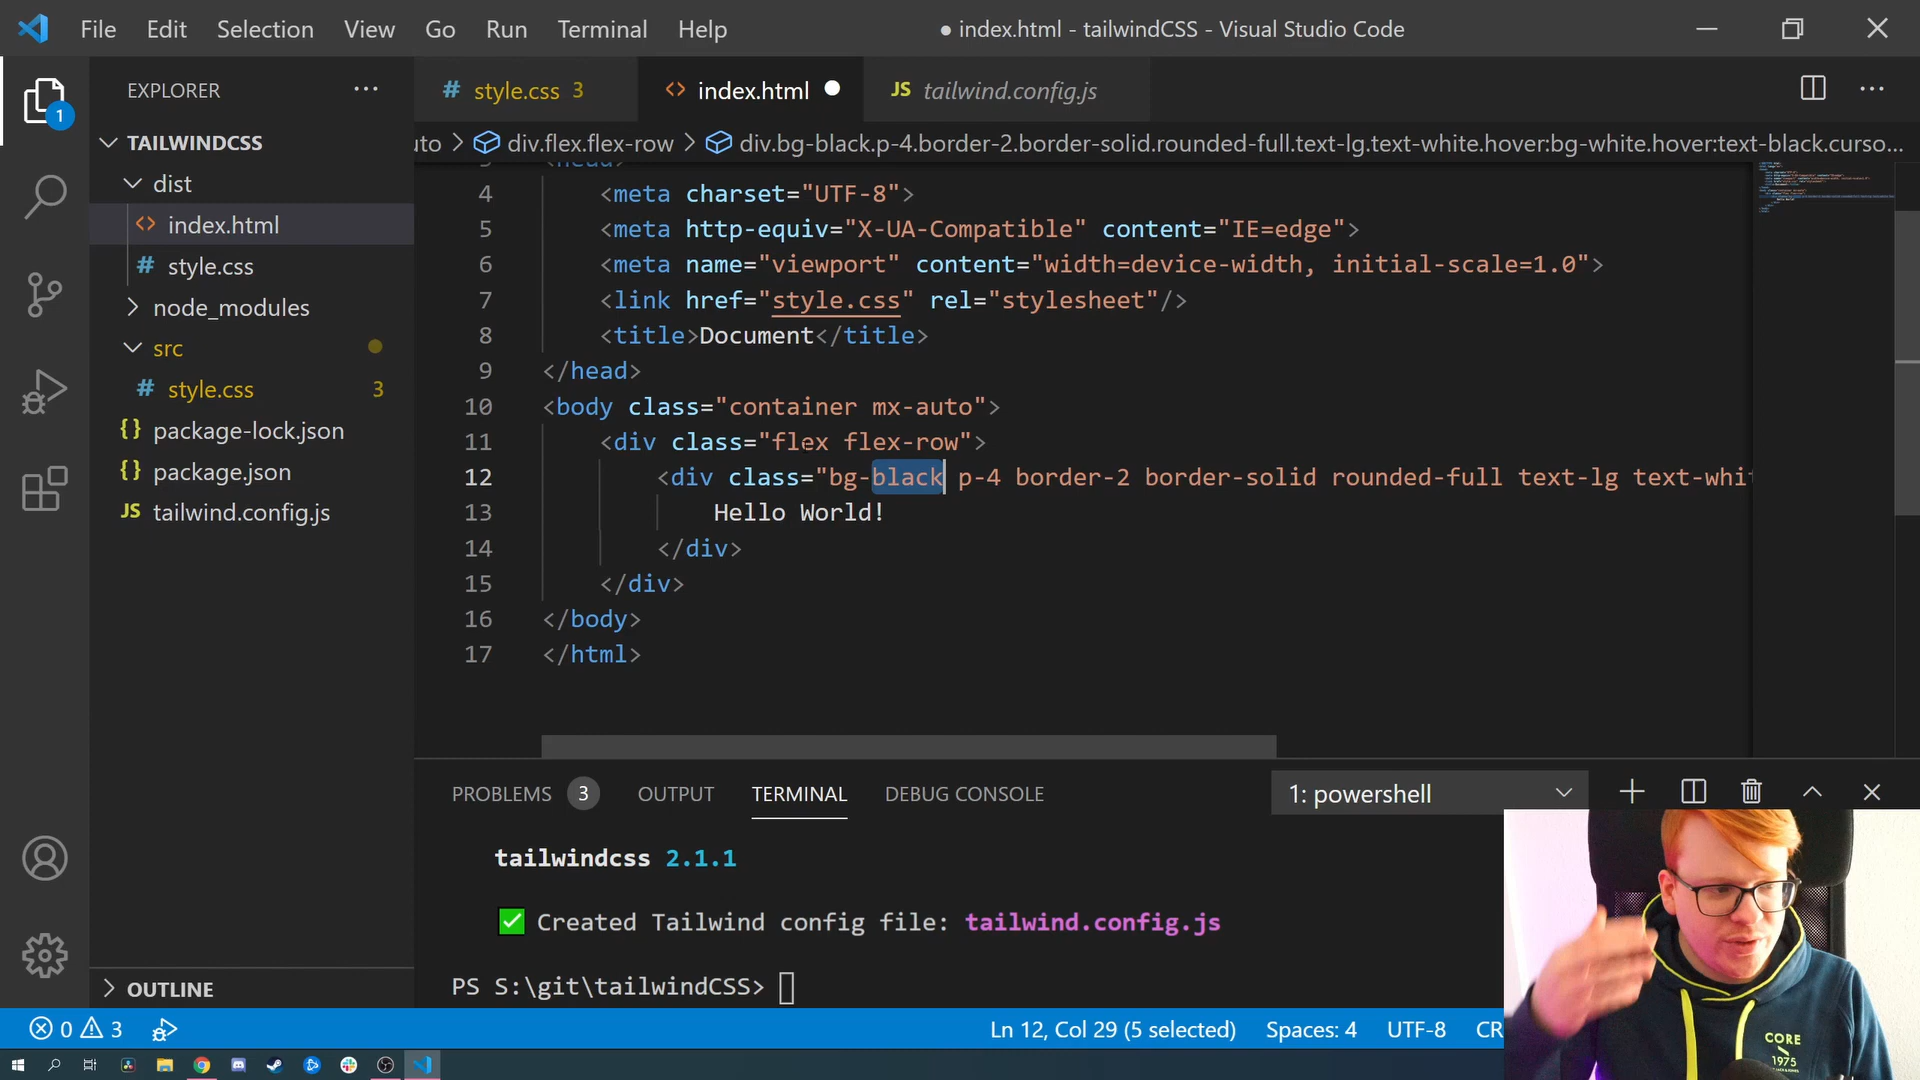 File Edit Selection View Go Run Terminal Help
● index.html - tailwindCSS - Visual Studio Code
1
EXPLORER
TAILWINDCSS
dist
index.html
style.css
node_modules
src
style.css 3
package-lock.json
package.json
tailwind.config.js
OUTLINE
style.css 3
index.html
JS tailwind.config.js
uto > div.flex.flex-row > div.bg-black.p-4.border-2.border-solid.rounded-full.text-lg.text-white.hover:bg-white.hover:text-black.curso...
3 <head>
4 <meta charset="UTF-8">
5 <meta http-equiv="X-UA-Compatible" content="IE=edge">
6 <meta name="viewport" content="width=device-width, initial-scale=1.0">
7 <link href="style.css" rel="stylesheet"/>
8 <title>Document</title>
9 </head>
10 <body class="container mx-auto">
11 <div class="flex flex-row">
12 <div class="bg-black p-4 border-2 border-solid rounded-full text-lg text-whit
13 Hello World!
14 </div>
15 </div>
16 </body>
17 </html>
PROBLEMS 3 OUTPUT TERMINAL DEBUG CONSOLE
1: powershell
tailwindcss 2.1.1
✅ Created Tailwind config file: tailwind.config.js
PS S:\git\tailwindCSS>
0 3
Ln 12, Col 29 (5 selected) Spaces: 4 UTF-8 CR
CORE
1975